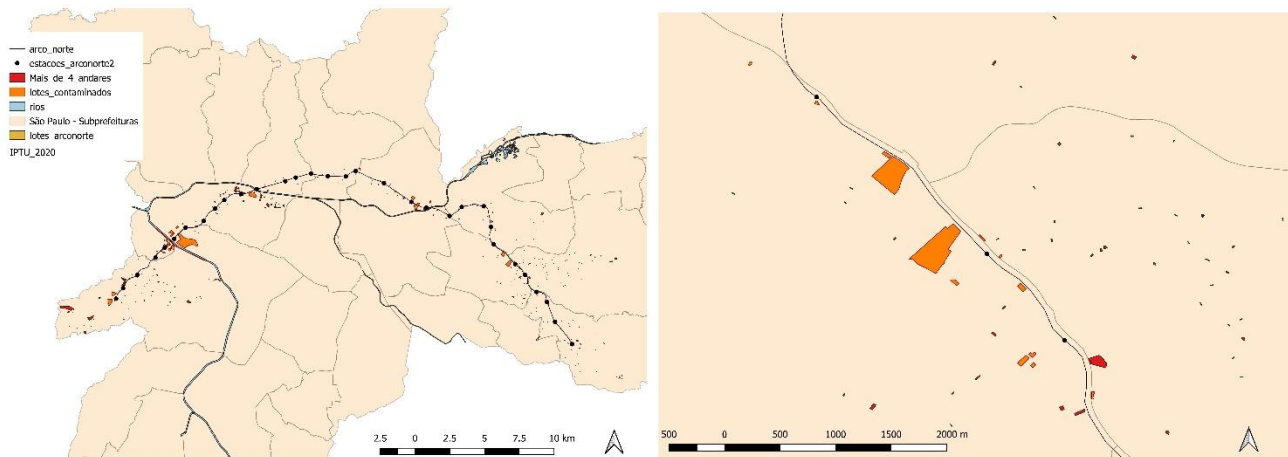 arco_norte
estacoes_arconorte2
Mais de 4 andares
lotes_contaminados
rios
São Paulo - Subprefeituras
lotes arconorte
IPTU_2020
2.5 0 2.5 5 7.5 10 km
500 0 500 1000 1500 2000 m